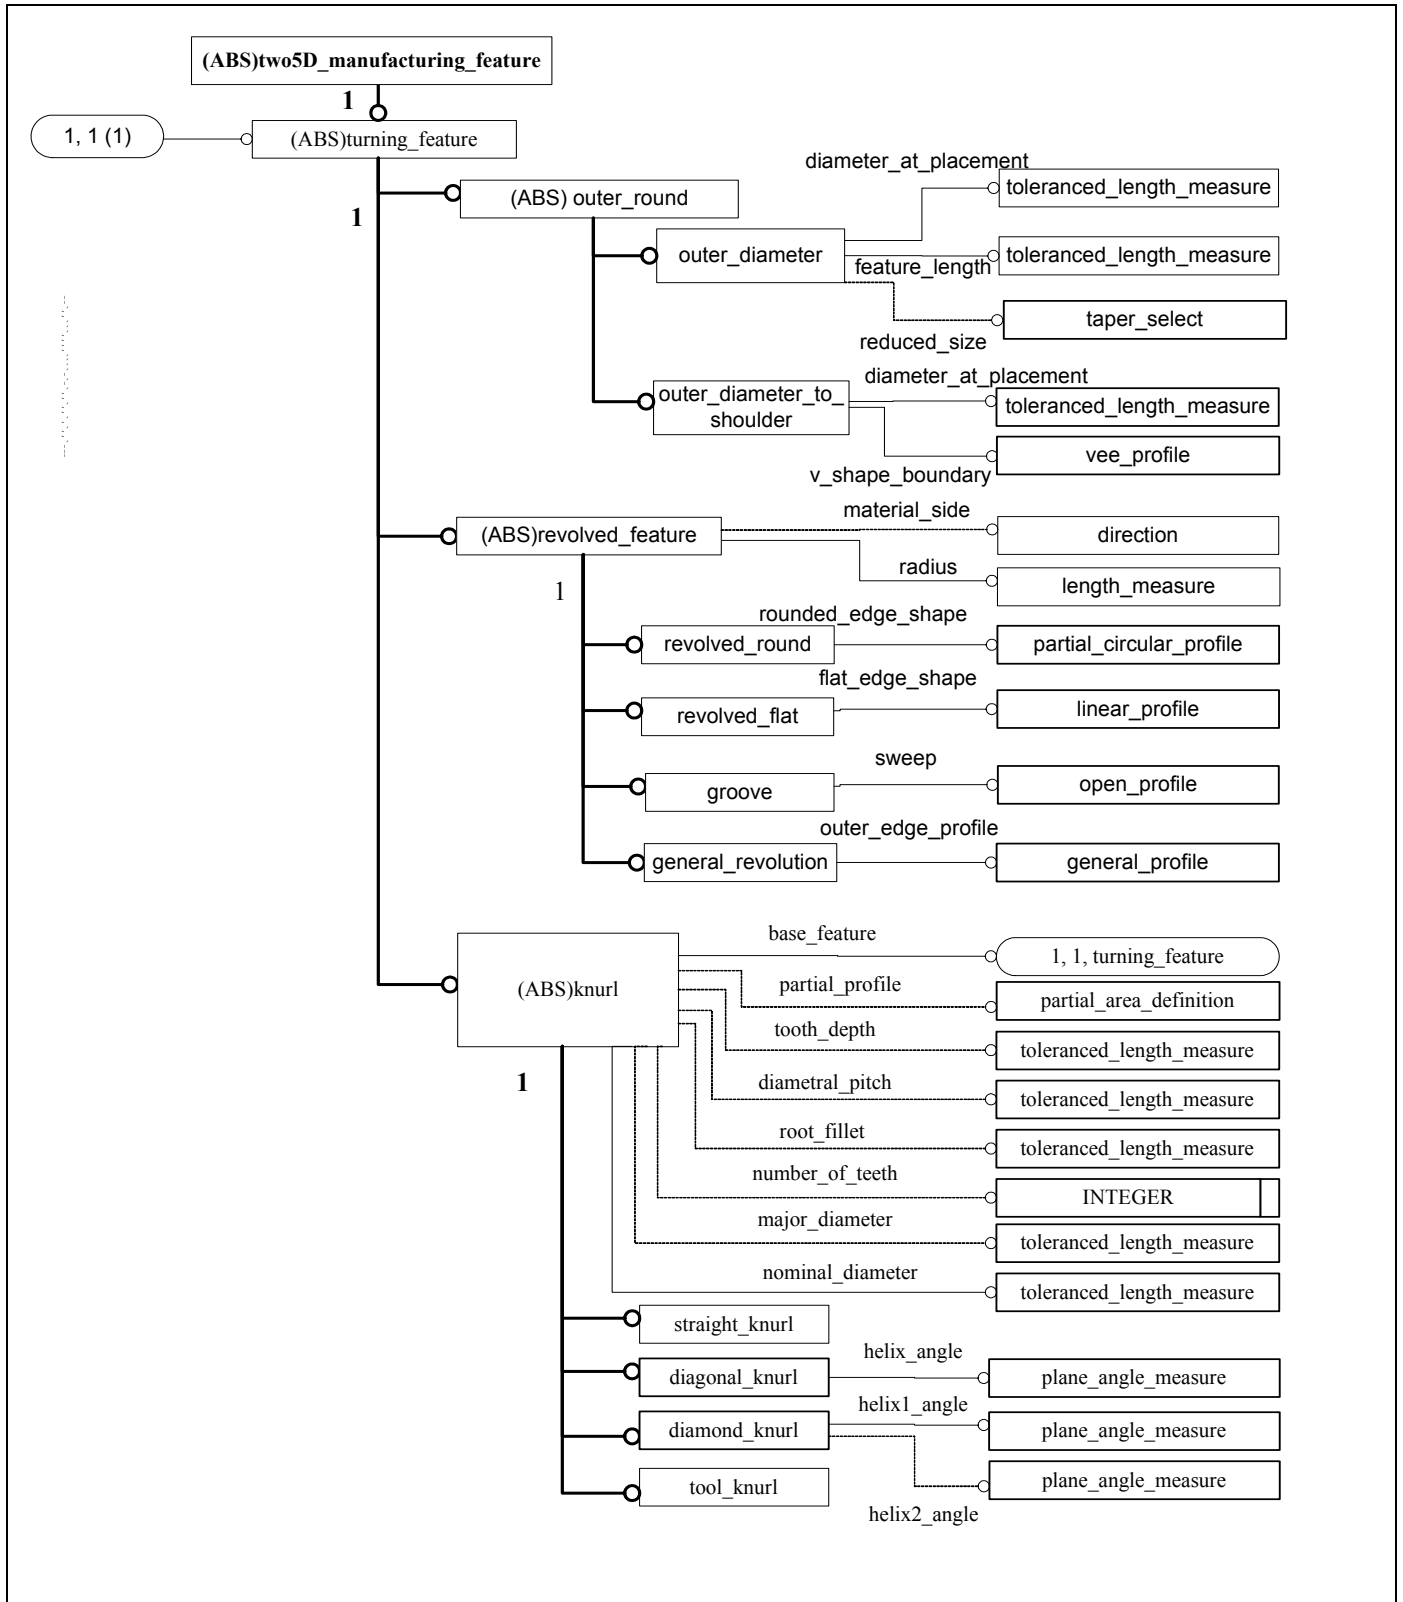 (ABS)two5D_manufacturing_feature
1
1, 1 (1)
(ABS)turning_feature
1
(ABS) outer_round
diameter_at_placement
toleranced_length_measure
outer_diameter
toleranced_length_measure
feature_length
taper_select
reduced_size
diameter_at_placement
outer_diameter_to_
shoulder
toleranced_length_measure
vee_profile
v_shape_boundary
material_side
(ABS)revolved_feature
direction
1
radius
length_measure
rounded_edge_shape
revolved_round
partial_circular_profile
flat_edge_shape
revolved_flat
linear_profile
sweep
groove
open_profile
outer_edge_profile
general_revolution
general_profile
base_feature
1, 1, turning_feature
(ABS)knurl
partial_profile
partial_area_definition
tooth_depth
toleranced_length_measure
1
diametral_pitch
toleranced_length_measure
root_fillet
toleranced_length_measure
number_of_teeth
INTEGER
major_diameter
toleranced_length_measure
nominal_diameter
toleranced_length_measure
straight_knurl
helix_angle
diagonal_knurl
plane_angle_measure
helix1_angle
diamond_knurl
plane_angle_measure
tool_knurl
plane_angle_measure
helix2_angle